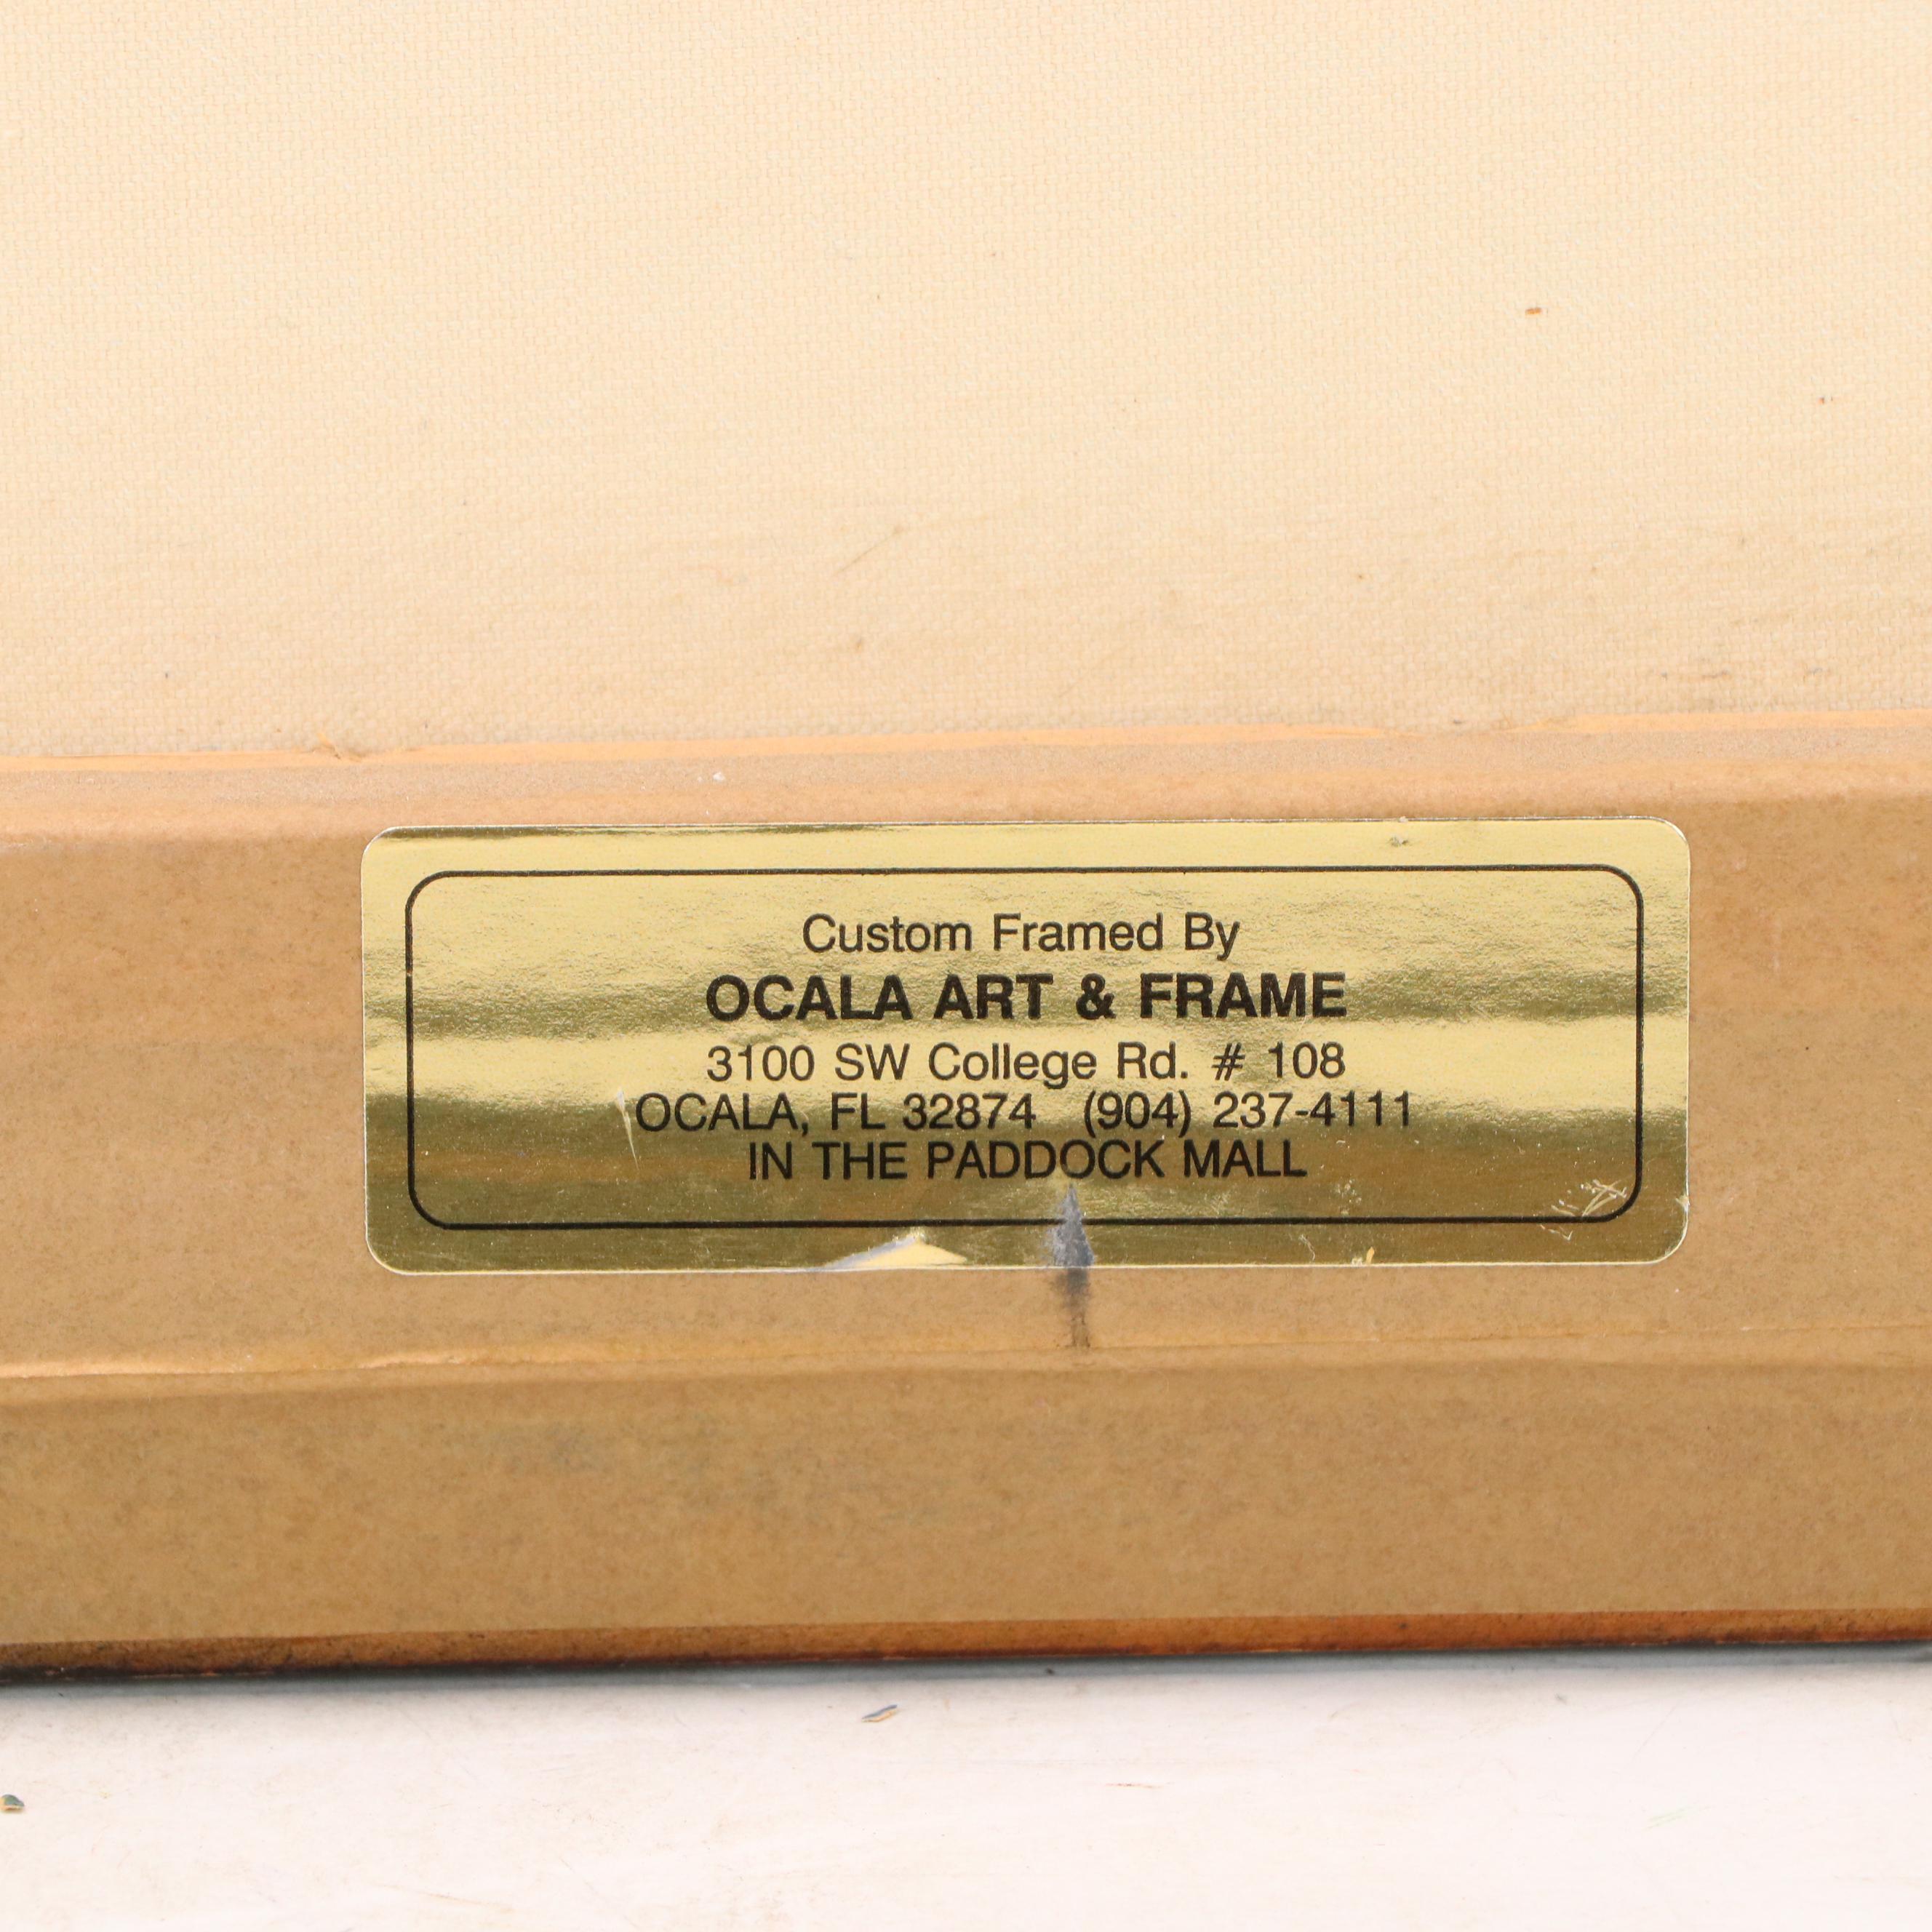 Custom Framed By
OCALA ART & FRAME
3100 SW College Rd. # 108
OCALA, FL 32874 (904) 237-4111
IN THE PADDOCK MALL